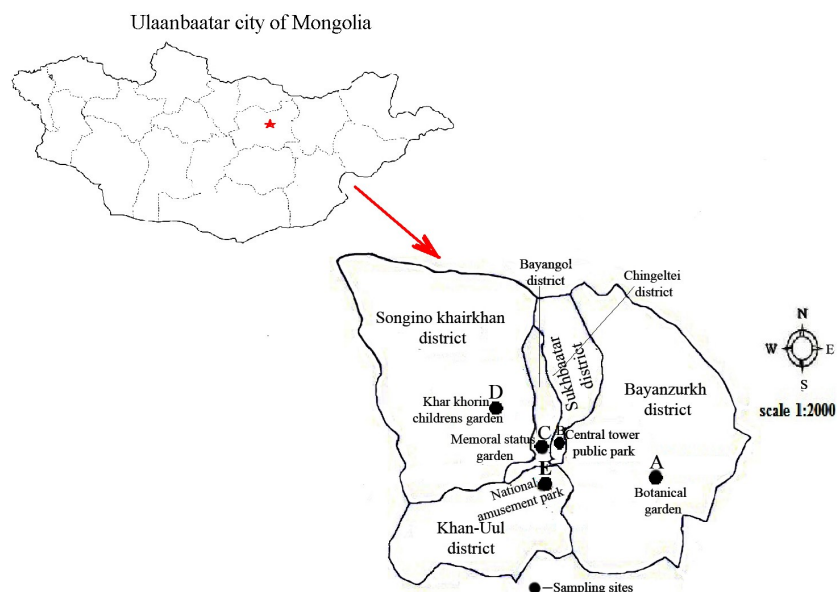 Ulaanbaatar city of Mongolia
Bayangol
district
Chingeltei
district
Songino khairkhan
district
Sukhbaatar
district
Bayanzurkh
district
N
W
E
S
scale 1:2000
D
Khar khorin
childrens garden
C
Memoral status
garden
B
Central tower
public park
A
Botanical
garden
E
National
amusement park
Khan-Uul
district
—Sampling sites